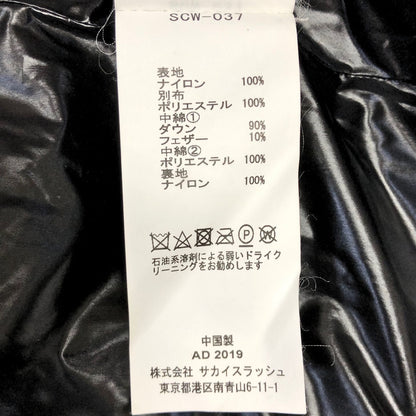 SCW-037
表地
ナイロン 100%
別布
ポリエステル 100%
中綿①
ダウン 90%
フェザー 10%
中綿②
ポリエステル 100%
裏地
ナイロン 100%
石油系溶剤による弱いドライク
リーニングをお勧めします
中国製
AD 2019
株式会社 サカイスラッシュ
東京都港区南青山6-11-1